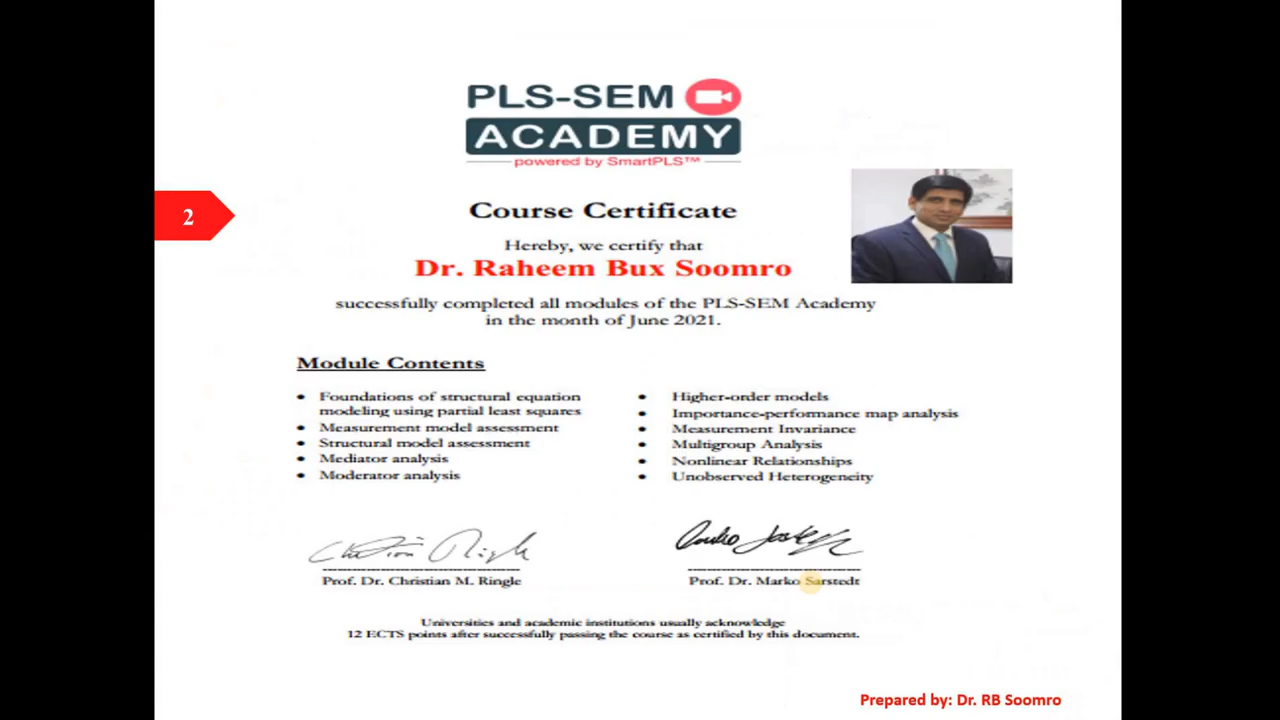 PLS-SEM
ACADEMY
powered by SmartPLS™
2
Course Certificate
Hereby, we certify that
Dr. Raheem Bux Soomro
successfully completed all modules of the PLS-SEM Academy
in the month of June 2021.
Module Contents
• Foundations of structural equation
modeling using partial least squares
• Measurement model assessment
• Structural model assessment
• Mediator analysis
• Moderator analysis
• Higher-order models
• Importance-performance map analysis
• Measurement Invariance
• Multigroup Analysis
• Nonlinear Relationships
• Unobserved Heterogeneity
Christian Ringle
Prof. Dr. Christian M. Ringle
Prof. Dr. Marko Sarstedt
Universities and academic institutions usually acknowledge
12 ECTS points after successfully passing the course as certified by this document.
Prepared by: Dr. RB Soomro